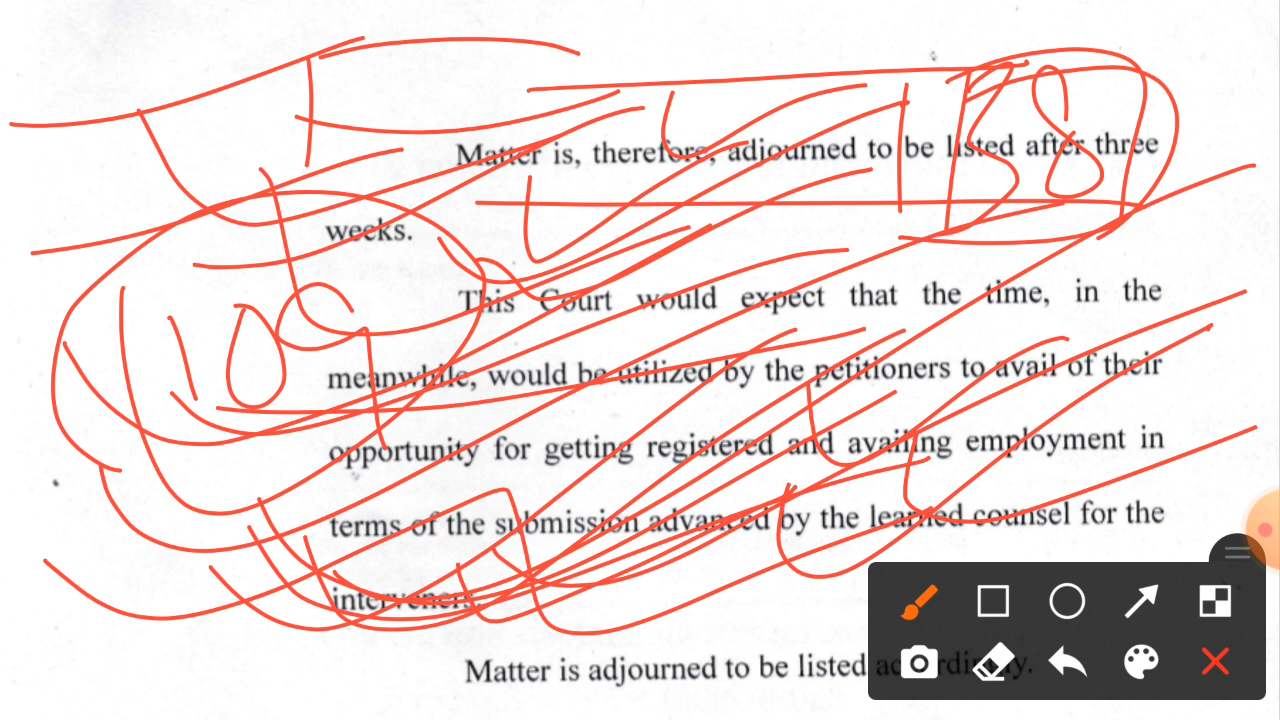 Matter is, therefore, adjourned to be listed after three
weeks.
This Court would expect that the time, in the
meanwhile, would be utilized by the petitioners to avail of their
opportunity for getting registered and availing employment in
terms of the submission advanced by the learned counsel for the
interveners.
Matter is adjourned to be listed accordingly.
138
109